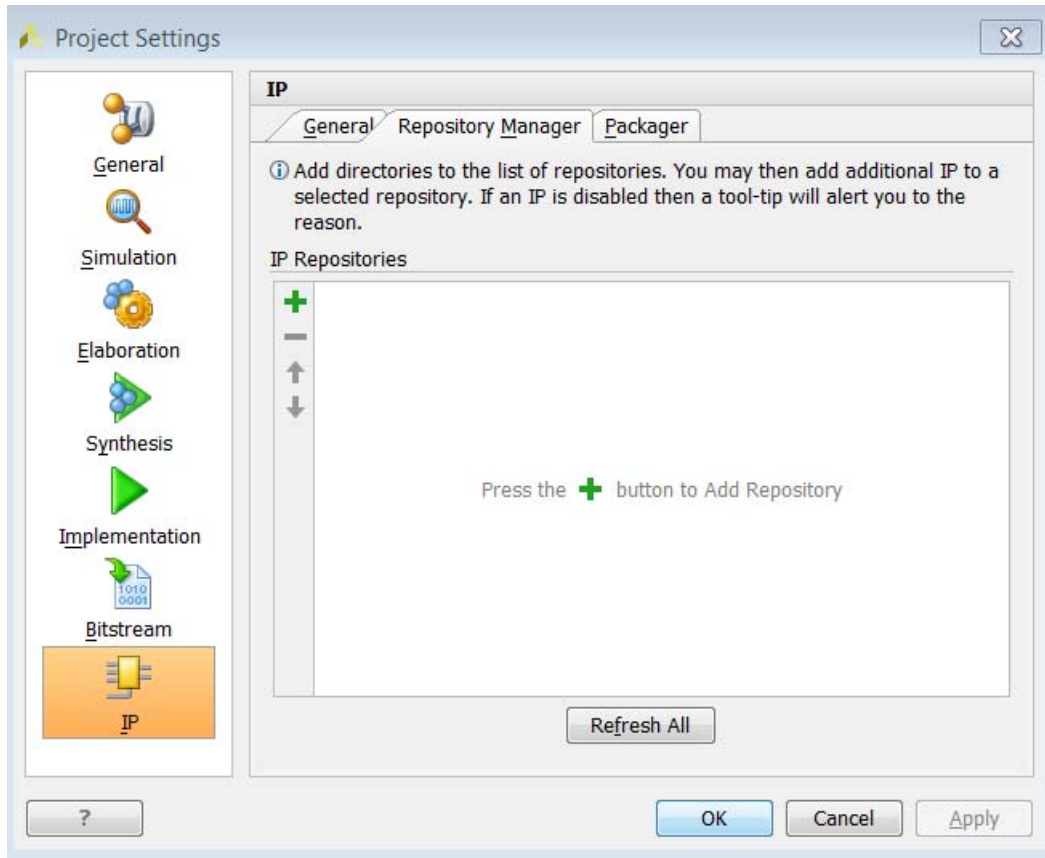 Project Settings
General
Simulation
Elaboration
Synthesis
Implementation
1010
0001
Bitstream
IP
IP
General Repository Manager Packager
Add directories to the list of repositories. You may then add additional IP to a
selected repository. If an IP is disabled then a tool-tip will alert you to the
reason.
IP Repositories
Press the + button to Add Repository
Refresh All
? OK Cancel Apply